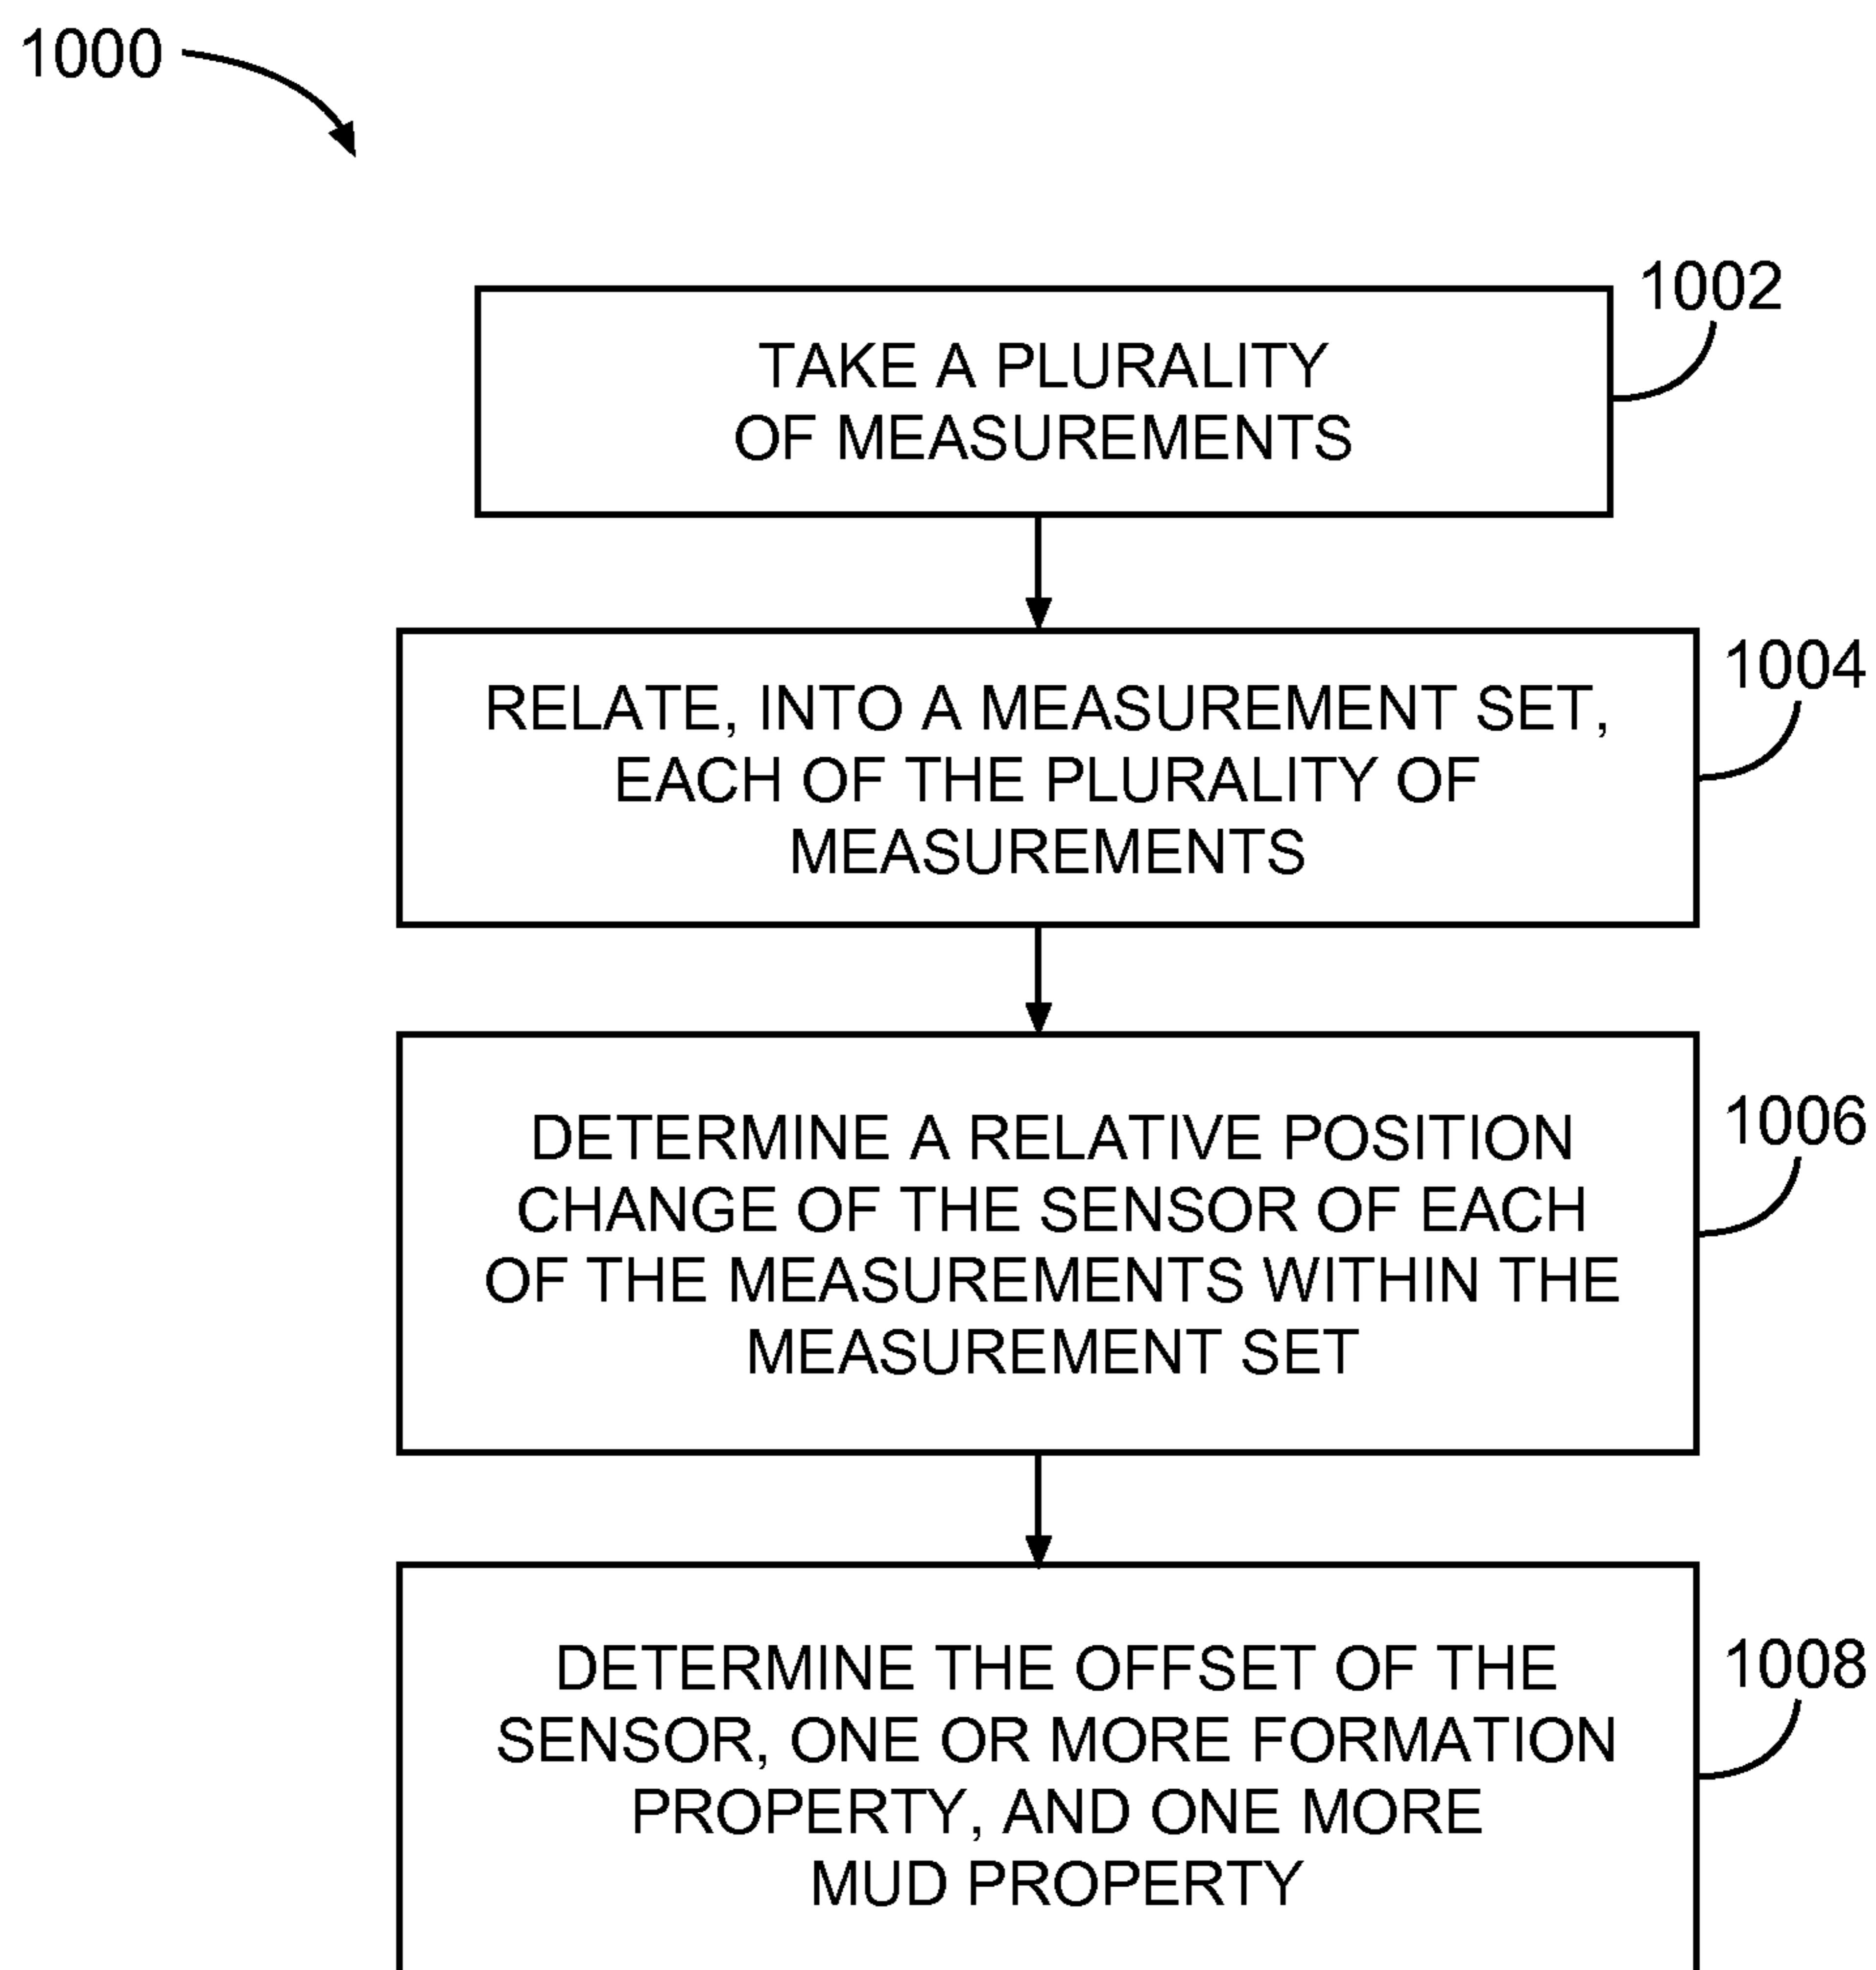 1000
1002
TAKE A PLURALITY
OF MEASUREMENTS
1004
RELATE, INTO A MEASUREMENT SET,
EACH OF THE PLURALITY OF
MEASUREMENTS
1006
DETERMINE A RELATIVE POSITION
CHANGE OF THE SENSOR OF EACH
OF THE MEASUREMENTS WITHIN THE
MEASUREMENT SET
1008
DETERMINE THE OFFSET OF THE
SENSOR, ONE OR MORE FORMATION
PROPERTY, AND ONE MORE
MUD PROPERTY